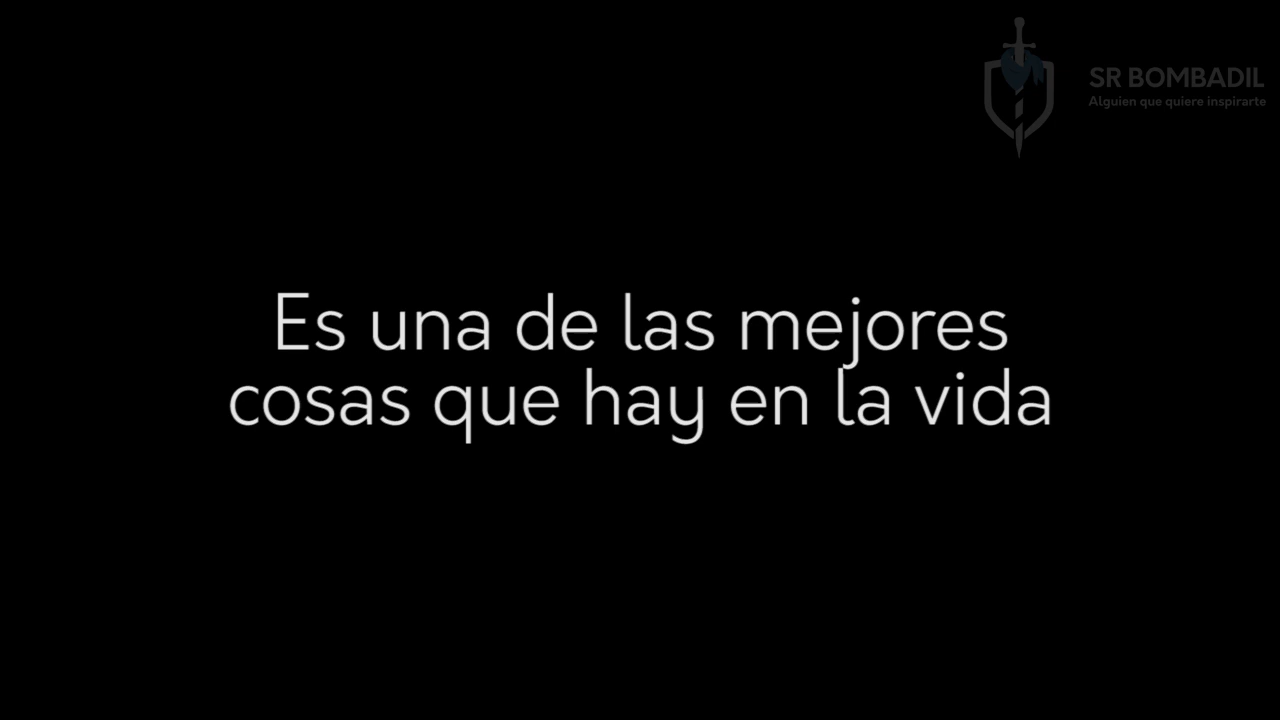 SR BOMBADIL
Alguien que quiere inspirarte
Es una de las mejores
cosas que hay en la vida